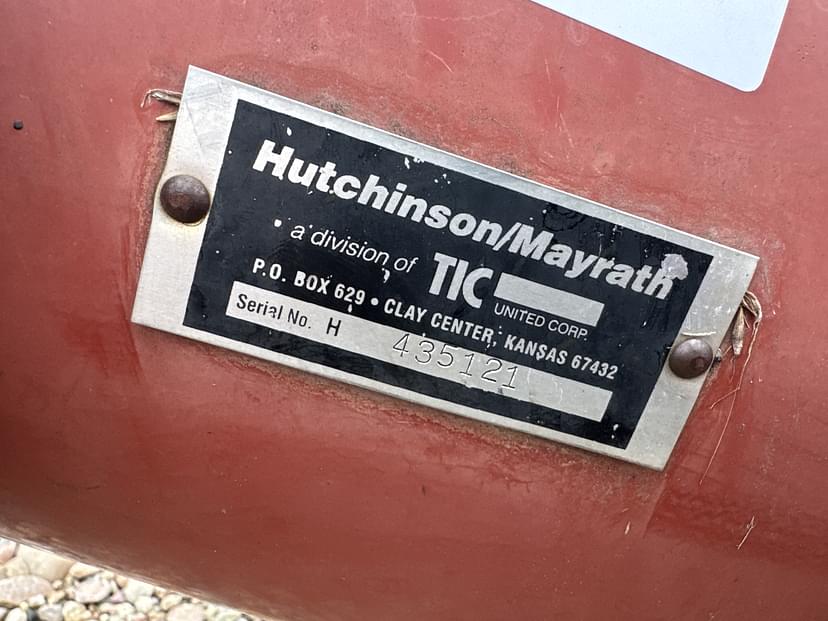 Hutchinson/Mayrath
a division of TIC UNITED CORP.
P.O. BOX 629 • CLAY CENTER, KANSAS 67432
Serial No. H 435121